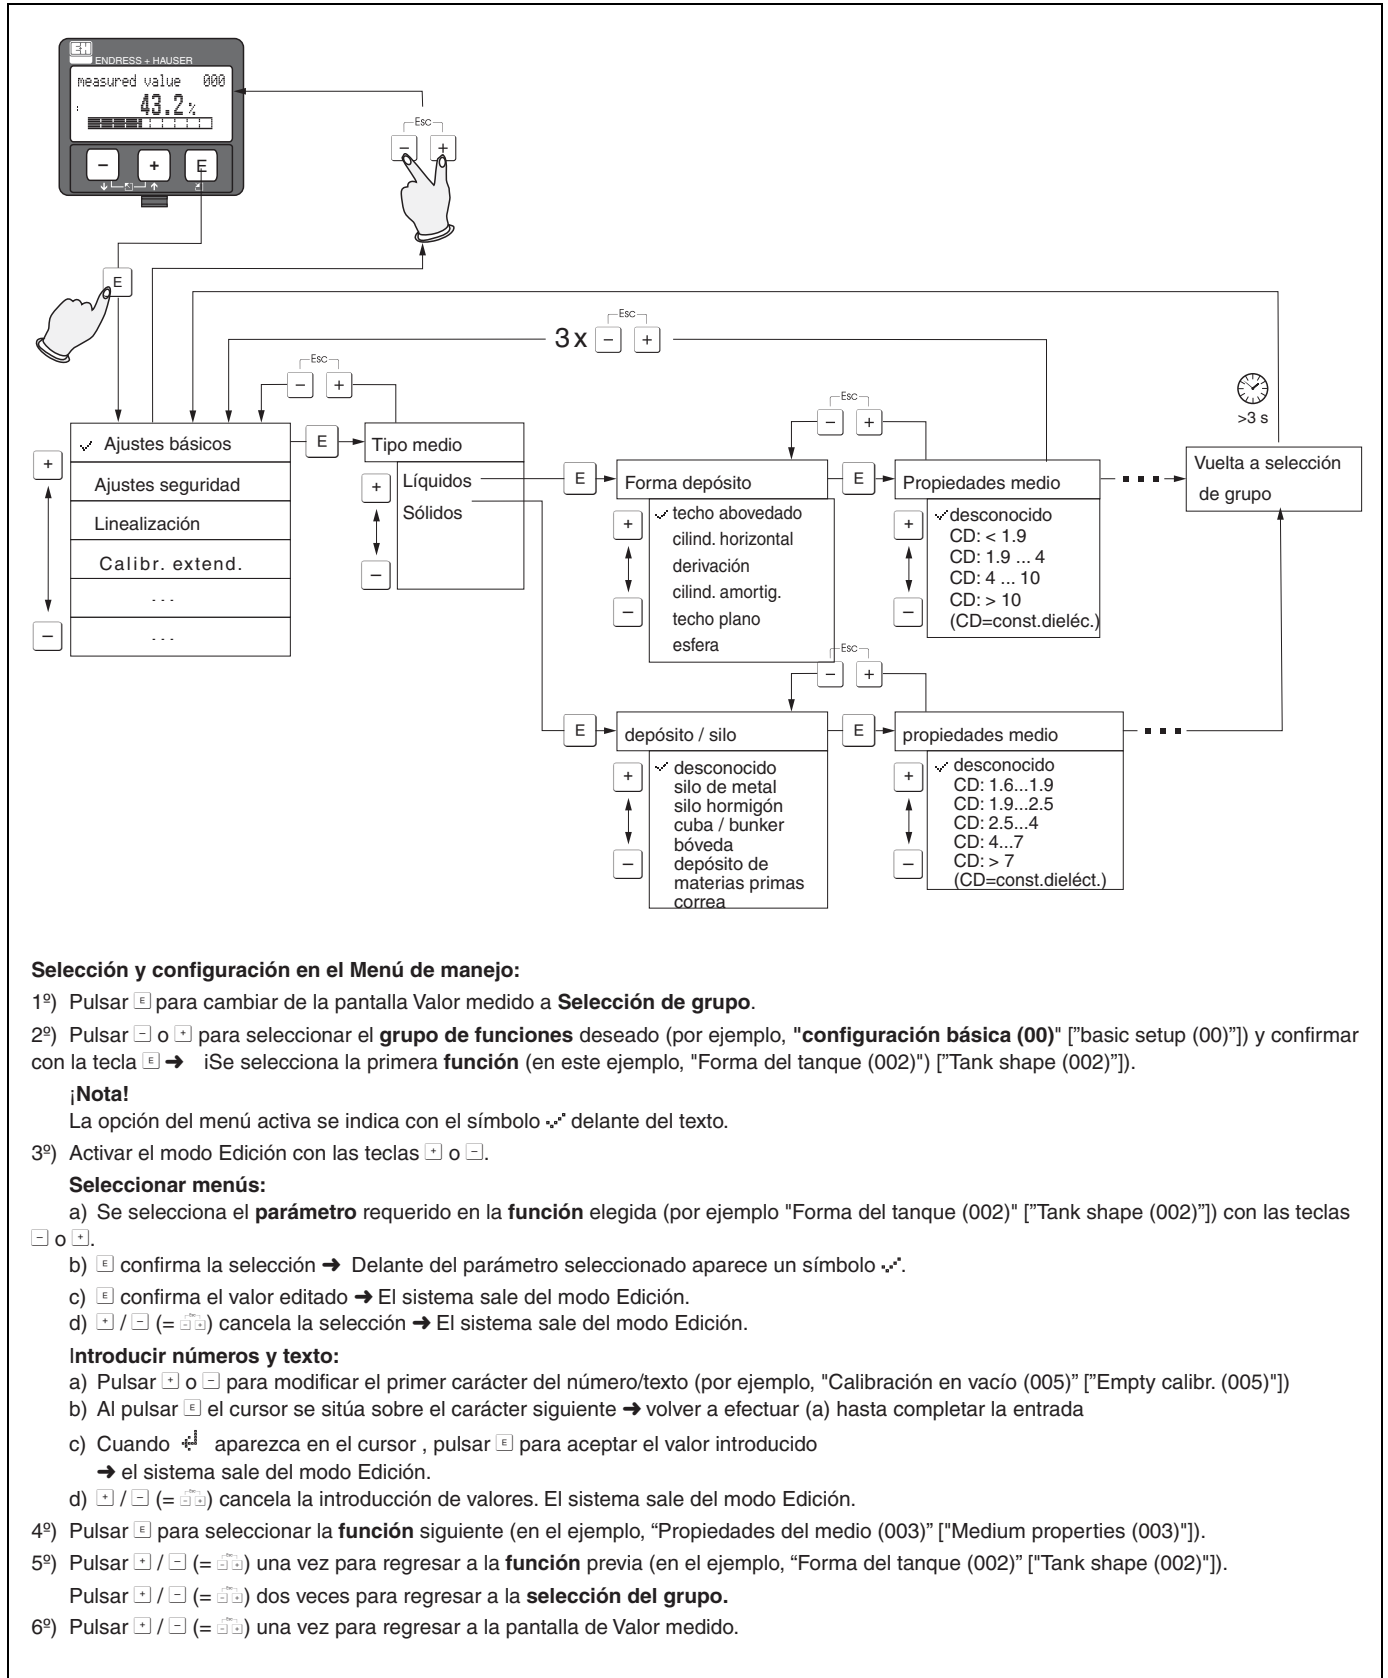 ENDRESS + HAUSER
measured value 000
43.2 %
- + E
Esc
- +
E
3 x - +
Esc
Esc
- +
Esc
- +
>3 s
✓ Ajustes básicos
E
Tipo medio
Vuelta a selección
de grupo
+
Ajustes seguridad
+
Líquidos
E
Forma depósito
E
Propiedades medio
Linealización
Sólidos
+
✓ techo abovedado
+
✓ desconocido
Calibr. extend.
-
cilind. horizontal
CD: < 1.9
- - -
derivación
CD: 1.9 ... 4
-
- - -
cilind. amortig.
CD: 4 ... 10
-
techo plano
-
CD: > 10
esfera
(CD=const.dieléc.)
Esc
- +
E
depósito / silo
E
propiedades medio
+
✓ desconocido
+
✓ desconocido
silo de metal
CD: 1.6...1.9
silo hormigón
CD: 1.9...2.5
cuba / bunker
CD: 2.5...4
bóveda
CD: 4...7
-
depósito de
-
CD: > 7
materias primas
(CD=const.dieléct.)
correa
Selección y configuración en el Menú de manejo:
1º) Pulsar E para cambiar de la pantalla Valor medido a Selección de grupo.
2º) Pulsar - o + para seleccionar el grupo de funciones deseado (por ejemplo, "configuración básica (00)" ["basic setup (00)"]) y confirmar
con la tecla E ➜ iSe selecciona la primera función (en este ejemplo, "Forma del tanque (002)") ["Tank shape (002)"]).
¡Nota!
La opción del menú activa se indica con el símbolo ✓ delante del texto.
3º) Activar el modo Edición con las teclas + o -.
Seleccionar menús:
a) Se selecciona el parámetro requerido en la función elegida (por ejemplo "Forma del tanque (002)" ["Tank shape (002)"]) con las teclas
- o +.
b) E confirma la selección ➜ Delante del parámetro seleccionado aparece un símbolo ✓.
c) E confirma el valor editado ➜ El sistema sale del modo Edición.
d) + / - (= - +) cancela la selección ➜ El sistema sale del modo Edición.
Introducir números y texto:
a) Pulsar + o - para modificar el primer carácter del número/texto (por ejemplo, "Calibración en vacío (005)" ["Empty calibr. (005)"])
b) Al pulsar E el cursor se sitúa sobre el carácter siguiente ➜ volver a efectuar (a) hasta completar la entrada
c) Cuando ↵ aparezca en el cursor , pulsar E para aceptar el valor introducido
➜ el sistema sale del modo Edición.
d) + / - (= - +) cancela la introducción de valores. El sistema sale del modo Edición.
4º) Pulsar E para seleccionar la función siguiente (en el ejemplo, “Propiedades del medio (003)” ["Medium properties (003)"]).
5º) Pulsar + / - (= - +) una vez para regresar a la función previa (en el ejemplo, “Forma del tanque (002)” ["Tank shape (002)"]).
Pulsar + / - (= - +) dos veces para regresar a la selección del grupo.
6º) Pulsar + / - (= - +) una vez para regresar a la pantalla de Valor medido.